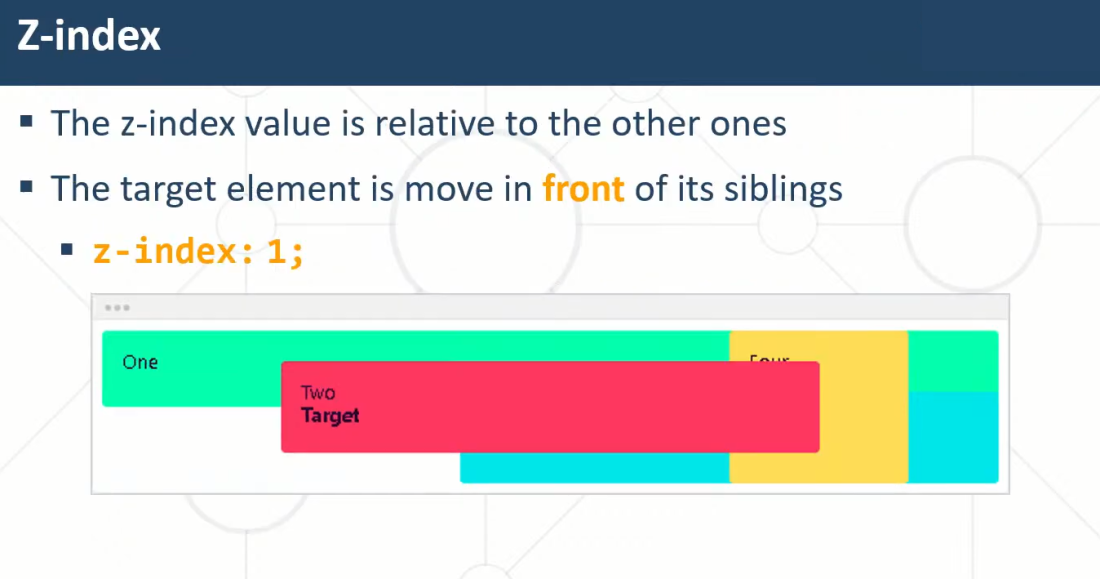 Z-index
▪ The z-index value is relative to the other ones
▪ The target element is move in front of its siblings
▪ z-index: 1;
One
Four
Two
Target